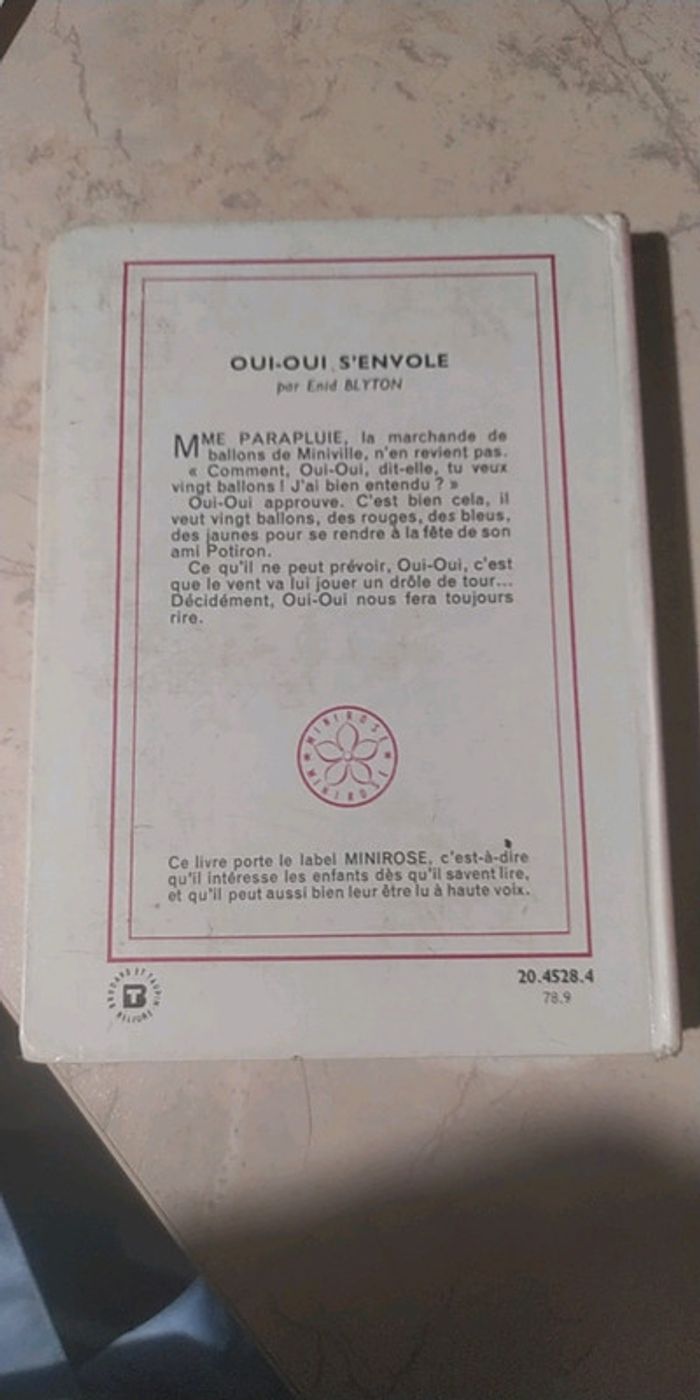 OUI-OUI S'ENVOLE
par Enid BLYTON
MME PARAPLUIE, la marchande de
ballons de Miniville, n'en revient pas.
« Comment, Oui-Oui, dit-elle, tu veux
vingt ballons ! J'ai bien entendu ? »
Oui-Oui approuve. C'est bien cela, il
veut vingt ballons, des rouges, des bleus,
des jaunes pour se rendre à la fête de son
ami Potiron.
Ce qu'il ne peut prévoir, Oui-Oui, c'est
que le vent va lui jouer un drôle de tour...
Décidément, Oui-Oui nous fera toujours
rire.
MINIROSE
MINIROSE
Ce livre porte le label MINIROSE, c'est-à-dire
qu'il intéresse les enfants dès qu'il savent lire,
et qu'il peut aussi bien leur être lu à haute voix.
BRODARD ET TAUPIN
RELIURE
20.4528.4
78.9